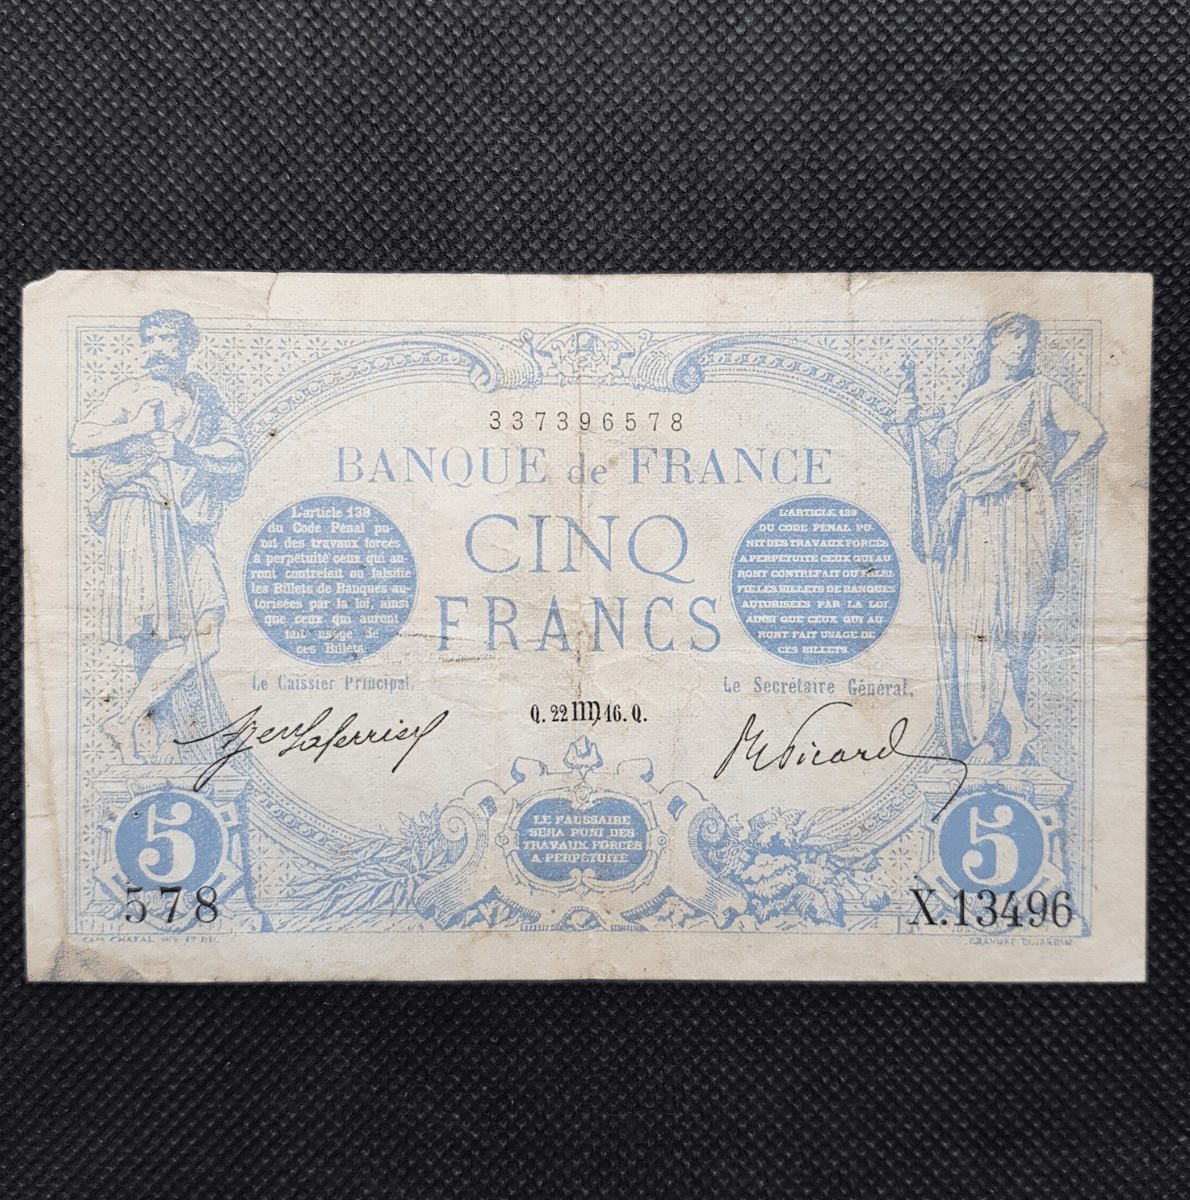 337396578
BANQUE de FRANCE
CINQ
FRANCS
L'article 139
du Code Pénal pu-
nit des travaux forcés
à perpétuité ceux qui au-
ront contrefait ou falsifié
les Billets de Banques au-
torisées par la loi, ainsi
que ceux qui auront
fait usage de
ces Billets.
L'ARTICLE 139
DU CODE PÉNAL PU-
NIT DES TRAVAUX FORCÉS
A PERPÉTUITÉ CEUX QUI AU
RONT CONTREFAIT OU FALSI
FIÉ LES BILLETS DE BANQUES
AUTORISÉES PAR LA LOI,
AINSI QUE CEUX QUI AU-
RONT FAIT USAGE DE
CES BILLETS.
Le Caissier Principal,
Le Secrétaire Général,
Q. 22 16. Q.
Picard
LE FAUSSAIRE
SERA PUNI DES
TRAVAUX FORCÉS
A PERPÉTUITÉ
5
5
578
X.13496
GRAVURE DUJARDIN